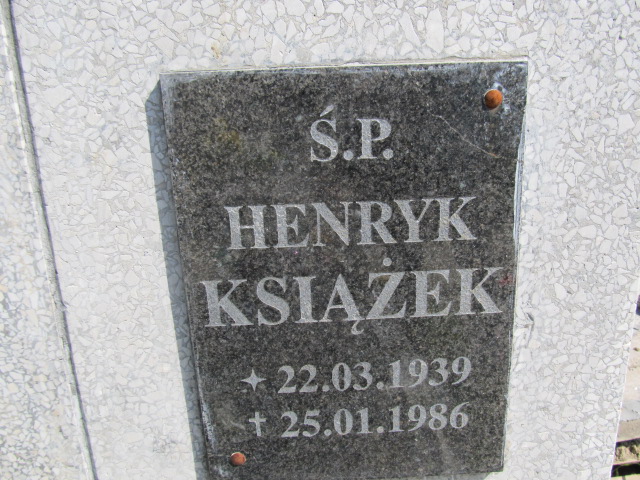 Ś.P.
HENRYK
KSIĄŻEK
✦ 22.03.1939
✝ 25.01.1986